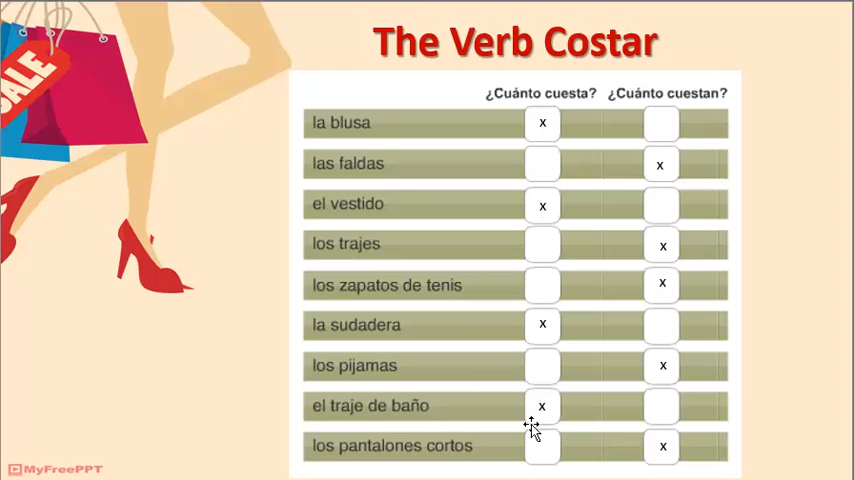 The Verb Costar
SALE
¿Cuánto cuesta? ¿Cuánto cuestan?
la blusa x
las faldas x
el vestido x
los trajes x
los zapatos de tenis x
la sudadera x
los pijamas x
el traje de baño x
los pantalones cortos x
MyFreePPT